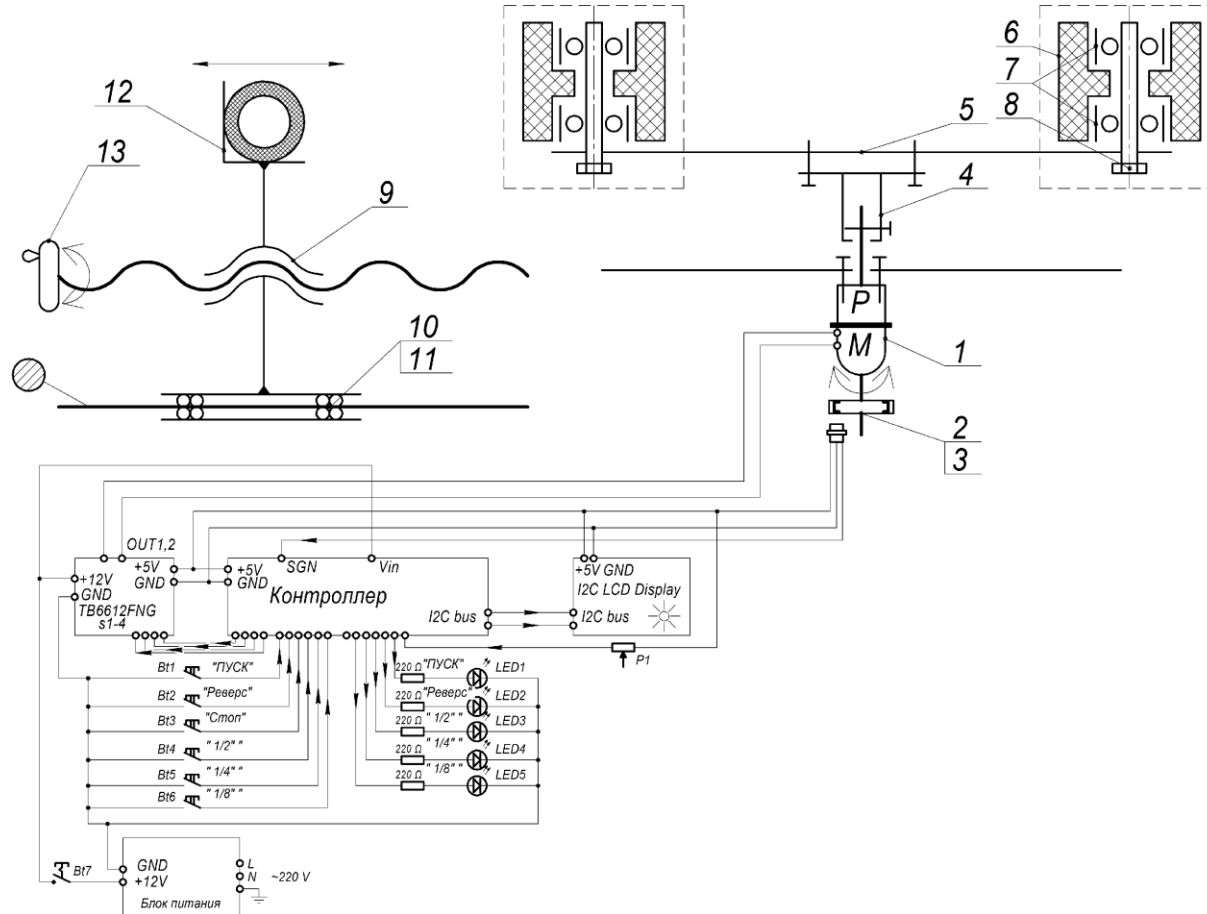 6
7
8
12
5
13
4
9
P
M
1
10
11
2
3
OUT1,2
+5V
GND
+12V
GND
TB6612FNG
s1-4
SGN
Vin
+5V
GND
Контроллер
I2C bus
+5V GND
I2C LCD Display
I2C bus
P1
Bt1 "ПУСК"
Bt2 "Реверс"
Bt3 "Стоп"
Bt4 " 1/2" "
Bt5 " 1/4" "
Bt6 " 1/8" "
220 Ω "ПУСК" LED1
220 Ω "Реверс" LED2
220 Ω " 1/2" " LED3
220 Ω " 1/4" " LED4
220 Ω " 1/8" " LED5
Bt7
GND
+12V
L
N
~220 V
Блок питания